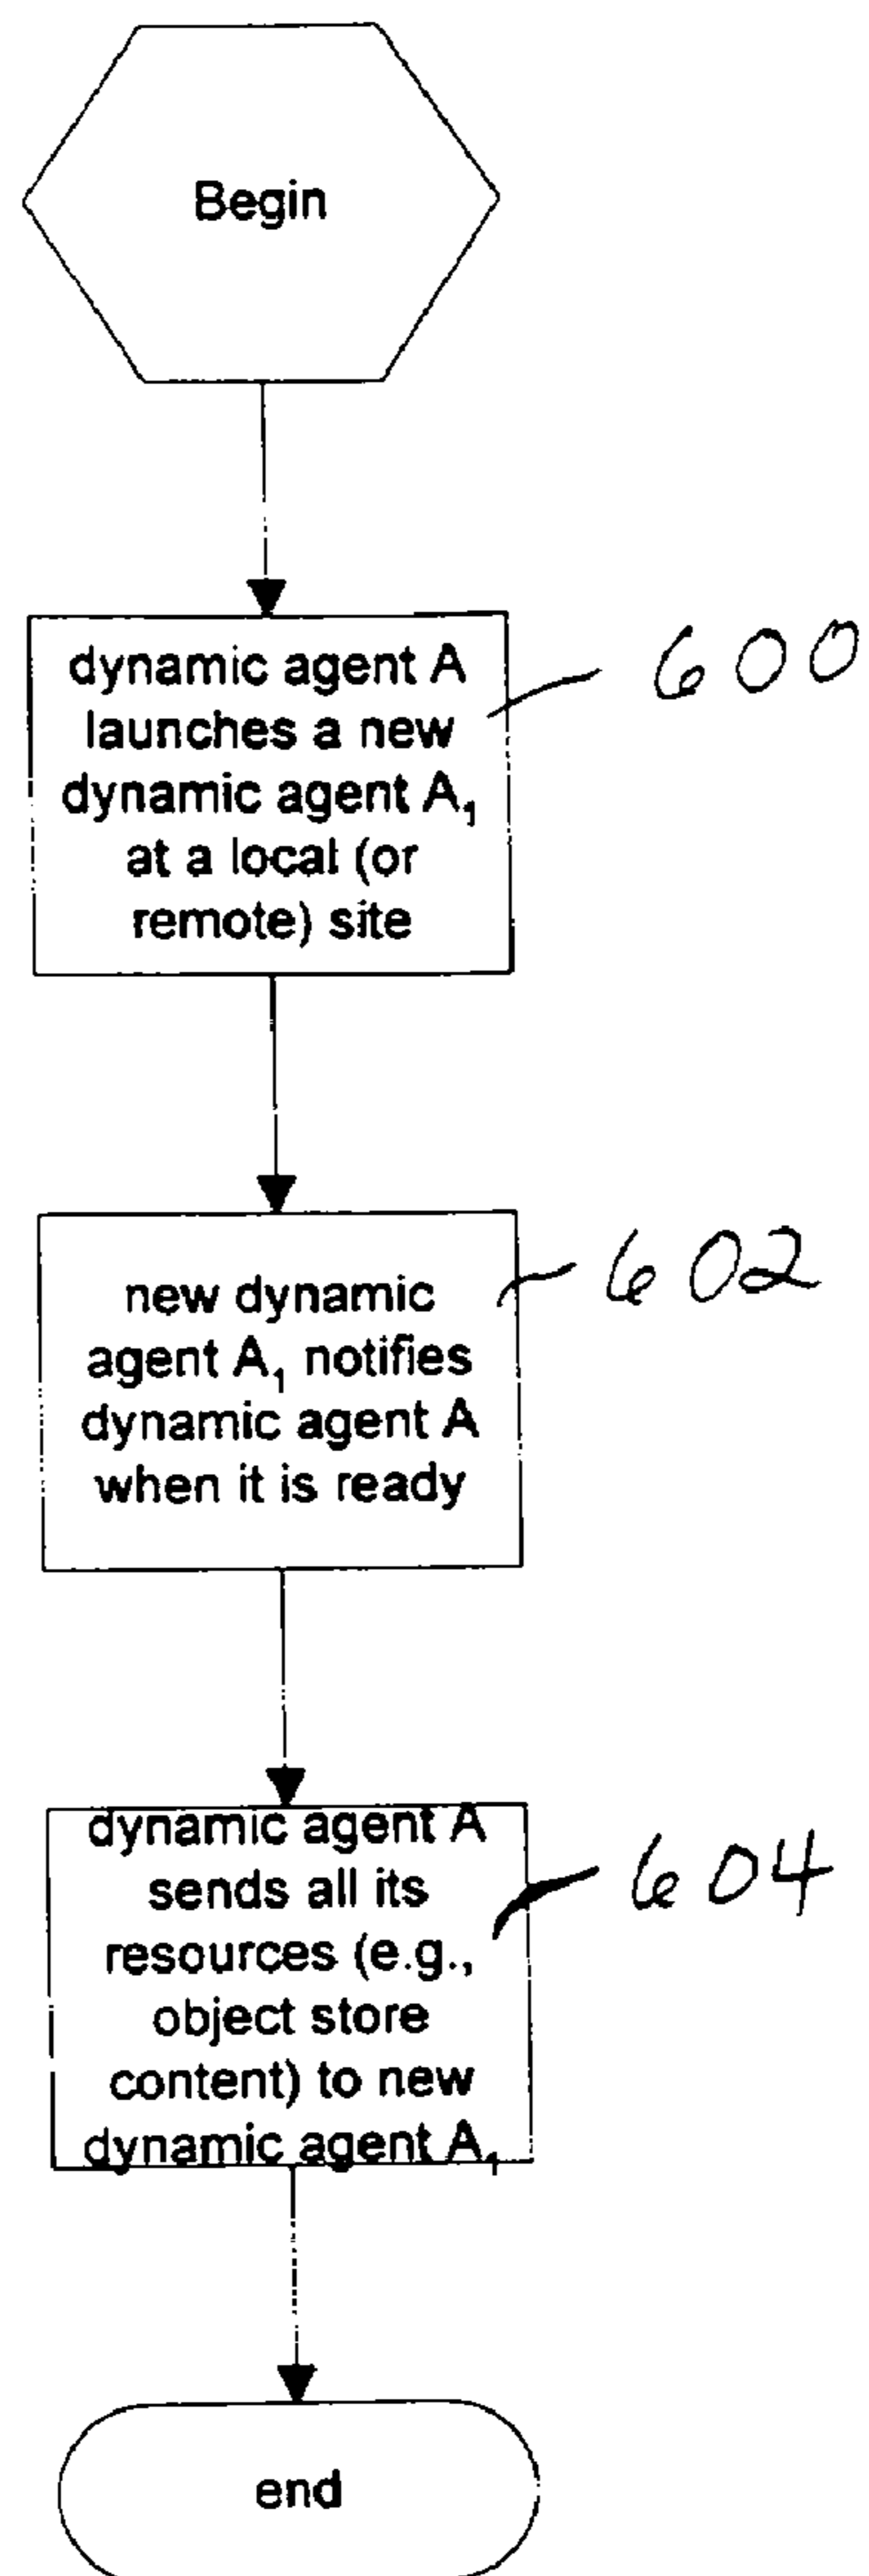 Begin
dynamic agent A
launches a new
dynamic agent A₁
at a local (or
remote) site
600
new dynamic
agent A₁ notifies
dynamic agent A
when it is ready
602
dynamic agent A
sends all its
resources (e.g.,
object store
content) to new
dynamic agent A₁
604
end